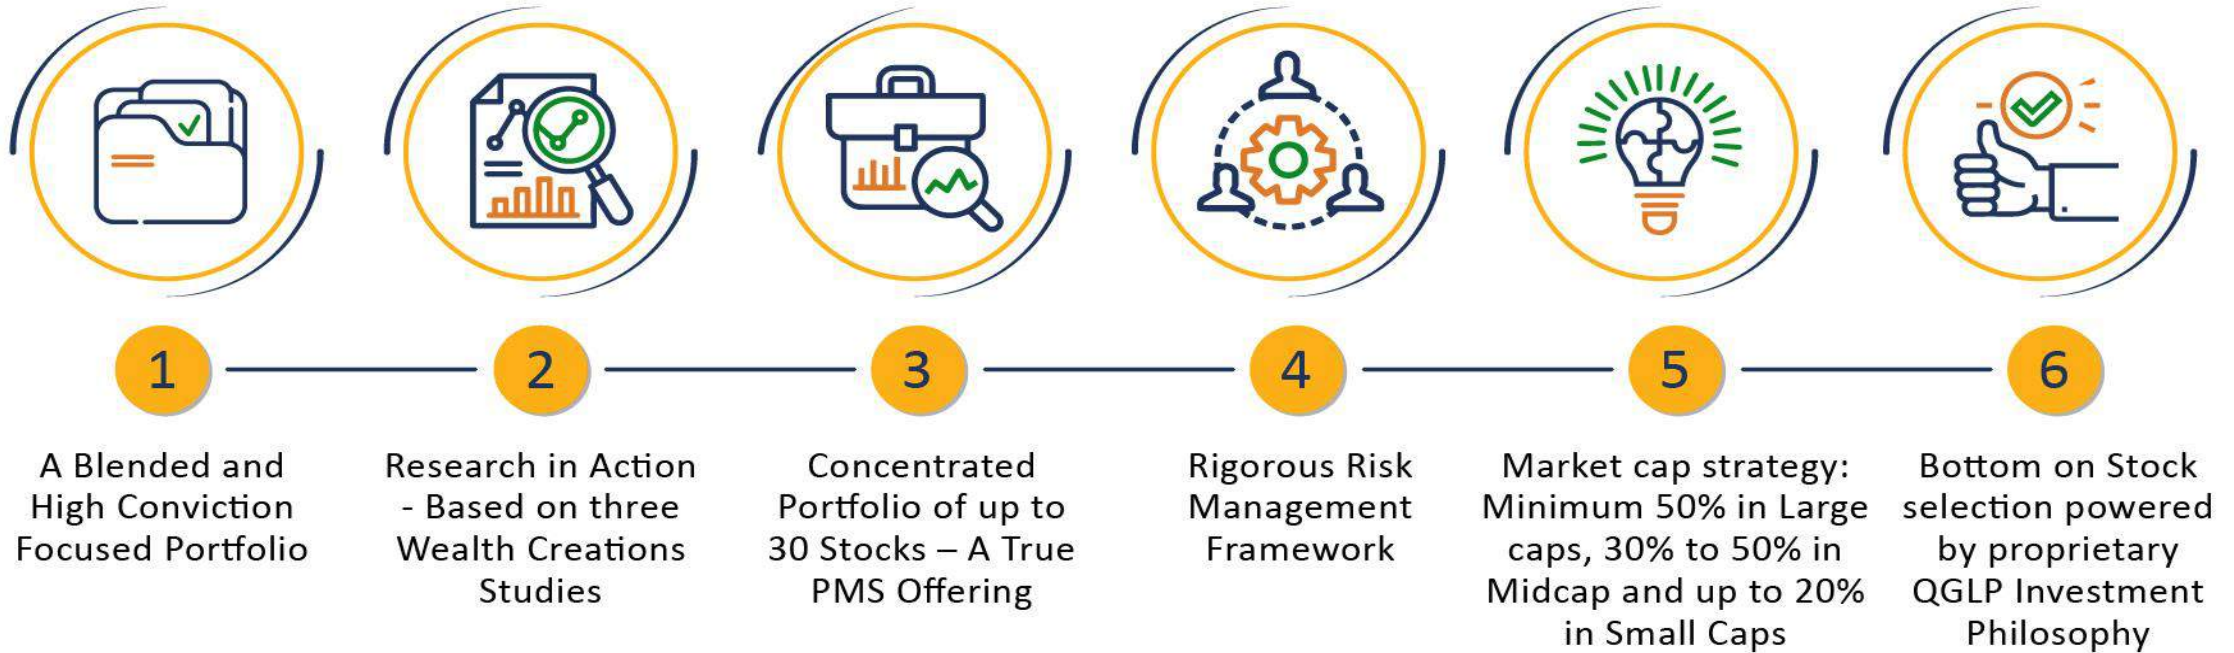 1
A Blended and
High Conviction
Focused Portfolio
2
Research in Action
- Based on three
Wealth Creations
Studies
3
Concentrated
Portfolio of up to
30 Stocks – A True
PMS Offering
4
Rigorous Risk
Management
Framework
5
Market cap strategy:
Minimum 50% in Large
caps, 30% to 50% in
Midcap and up to 20%
in Small Caps
6
Bottom on Stock
selection powered
by proprietary
QGLP Investment
Philosophy